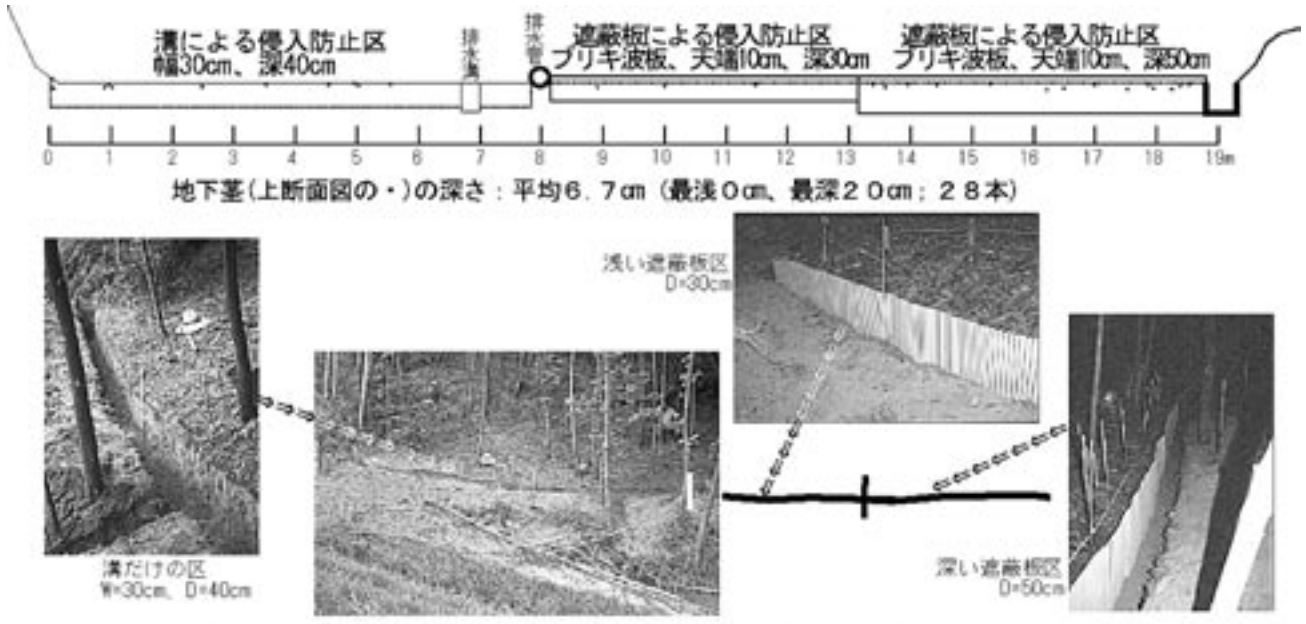 溝による侵入防止区
幅30cm、深40cm
排水溝
排水管
遮蔽板による侵入防止区
ブリキ波板、天端10cm、深30cm
遮蔽板による侵入防止区
ブリキ波板、天端10cm、深50cm
0 1 2 3 4 5 6 7 8 9 10 11 12 13 14 15 16 17 18 19m
地下茎(上断面図の・)の深さ:平均6.7cm (最浅0cm、最深20cm; 28本)
浅い遮蔽板区
D=30cm
溝だけの区
W=30cm、D=40cm
深い遮蔽板区
D=50cm